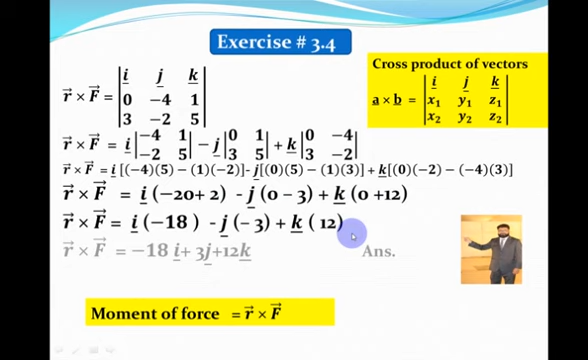 Exercise # 3.4
Cross product of vectors
a × b = | i j k |
| x₁ y₁ z₁ |
| x₂ y₂ z₂ |
r⃗ × F⃗ = | i j k |
| 0 −4 1 |
| 3 −2 5 |
r⃗ × F⃗ = i |−4 1| − j |0 1| + k |0 −4|
|−2 5| |3 5| |3 −2|
r⃗ × F⃗ = i [(−4)(5) − (1)(−2)] - j[(0)(5) − (1)(3)] + k[(0)(−2) − (−4)(3)]
r⃗ × F⃗ = i (−20+ 2) - j (0 − 3) + k (0 +12)
r⃗ × F⃗ = i (−18) - j (− 3) + k ( 12)
r⃗ × F⃗ = −18 i+ 3j+12k Ans.
Moment of force = r⃗ × F⃗